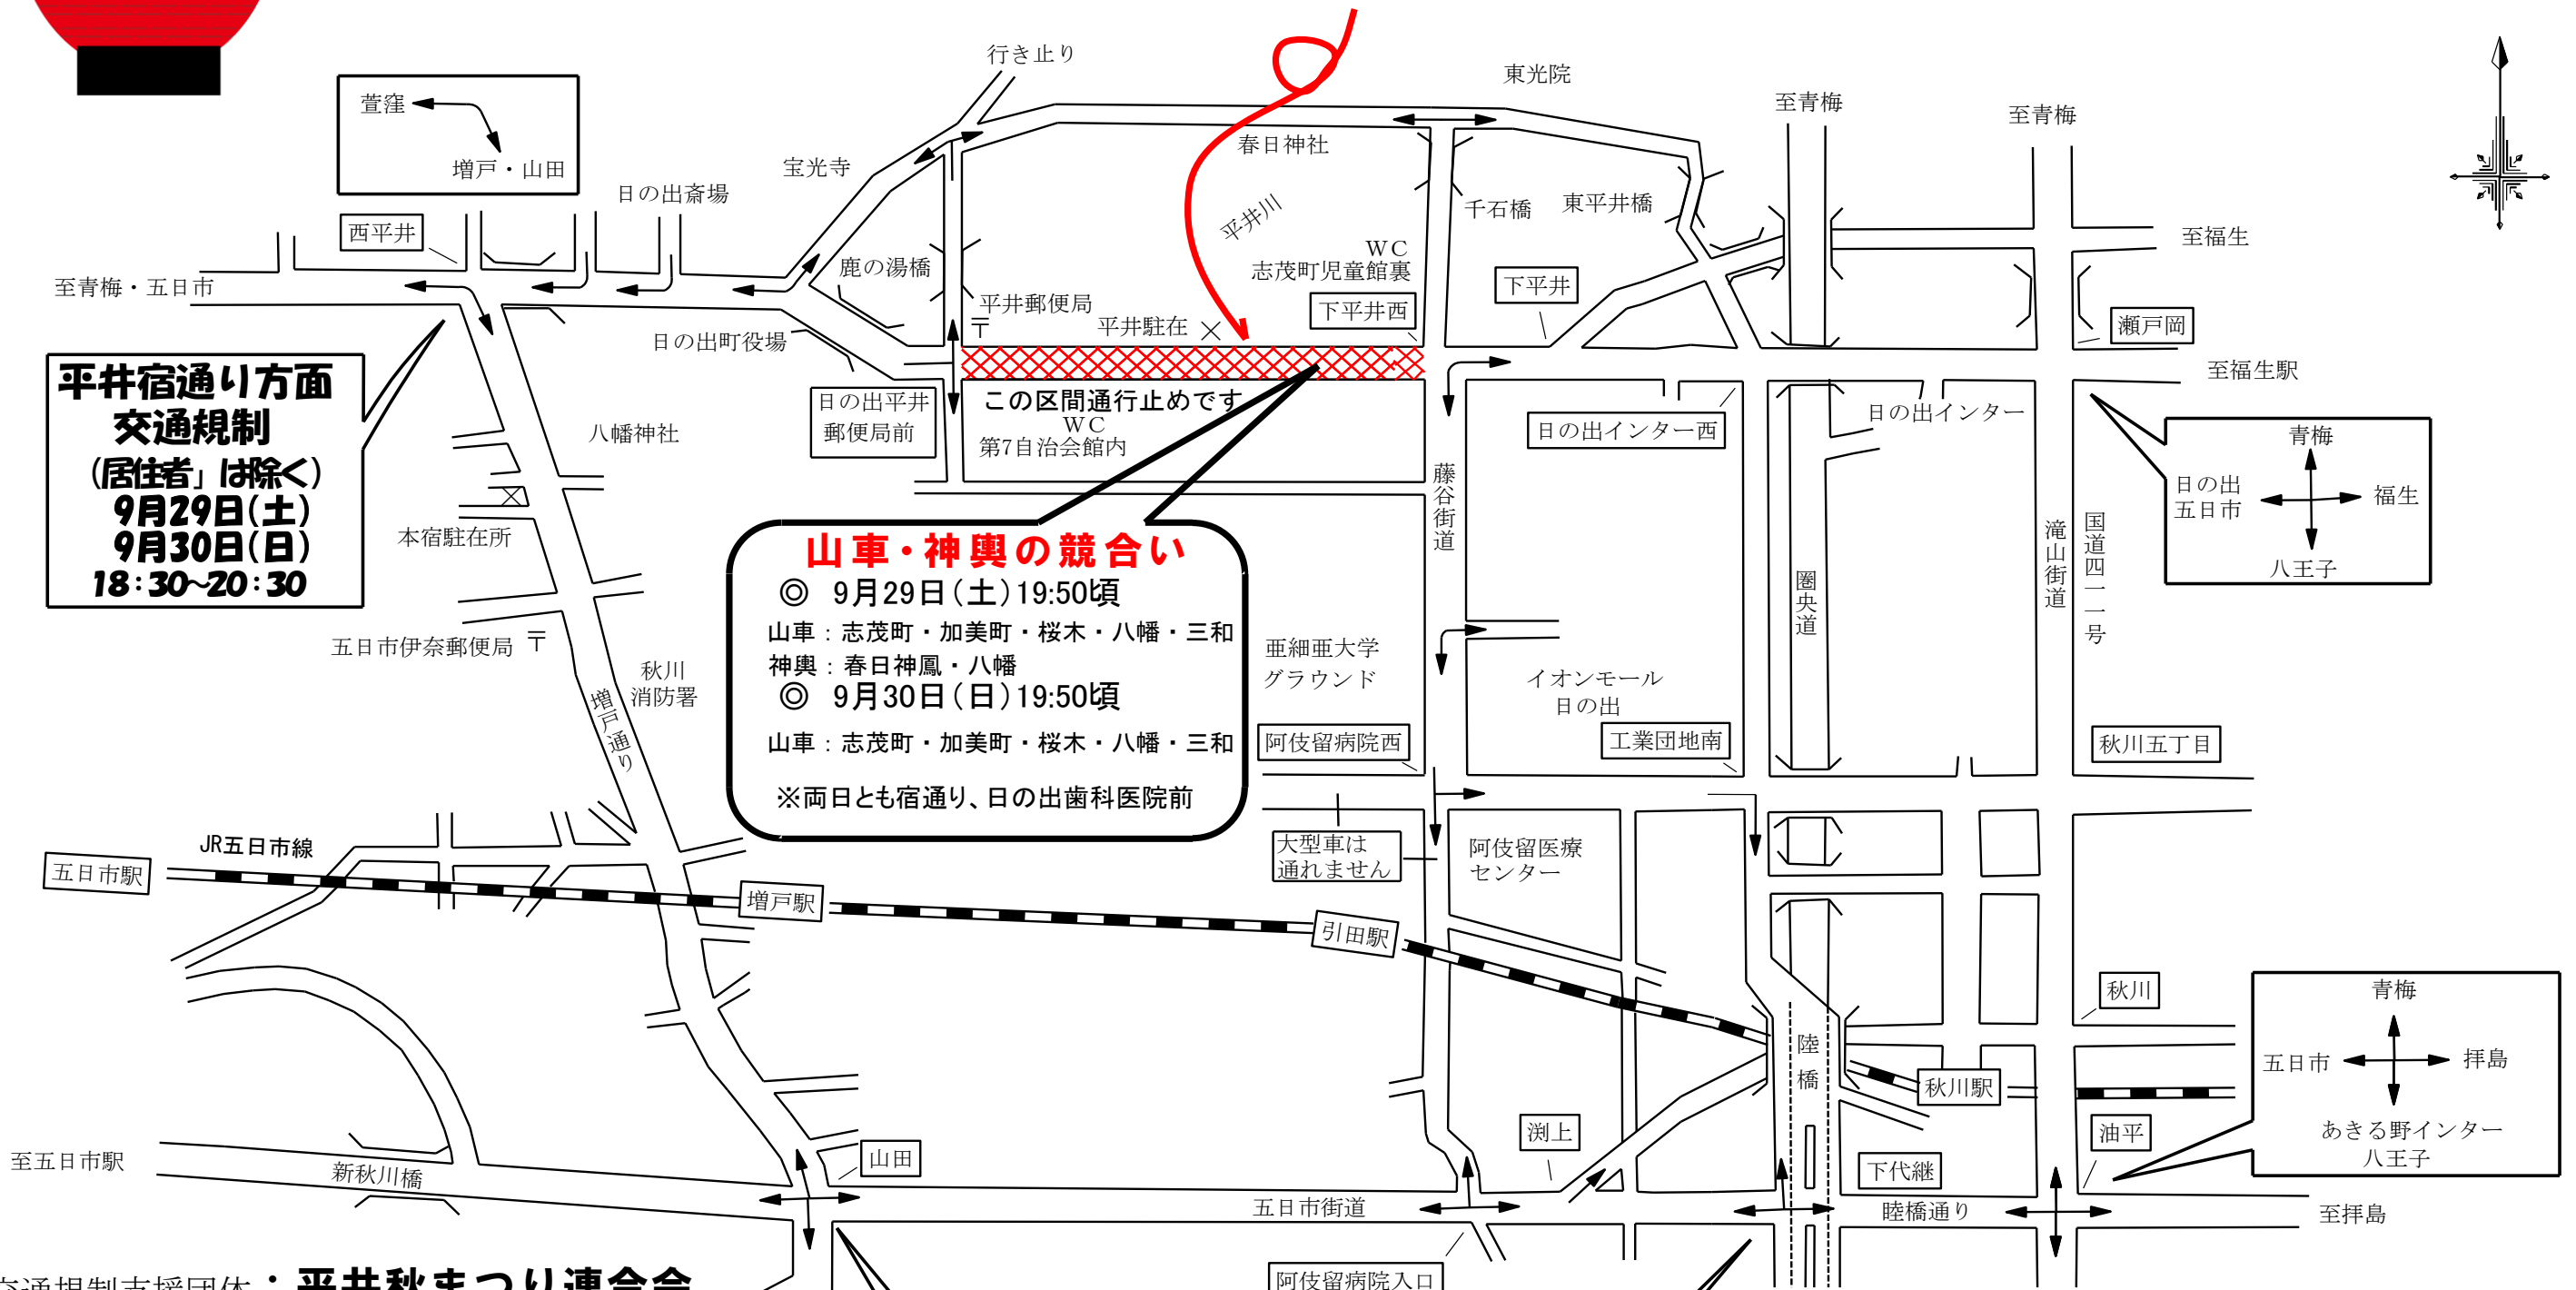 行き止り
東光院
至青梅
至青梅
萱窪
増戸・山田
春日神社
宝光寺
日の出斎場
千石橋
東平井橋
平井川
西平井
至福生
WC
志茂町児童館裏
鹿の湯橋
下平井
至青梅・五日市
平井郵便局
〒
下平井西
瀬戸岡
平井駐在
日の出町役場
至福生駅
平井宿通り方面
交通規制
(居住者」は除く)
9月29日(土)
9月30日(日)
18:30~20:30
日の出平井
郵便局前
この区間通行止めです
WC
第7自治会館内
八幡神社
日の出インター
日の出インター西
青梅
日の出
五日市
福生
八王子
藤谷街道
本宿駐在所
滝山街道
国道四一一号
圏央道
山車・神輿の競合い
◎ 9月29日(土)19:50頃
山車:志茂町・加美町・桜木・八幡・三和
神輿:春日神鳳・八幡
◎ 9月30日(日)19:50頃
山車:志茂町・加美町・桜木・八幡・三和
※両日とも宿通り、日の出歯科医院前
五日市伊奈郵便局 〒
秋川
消防署
増戸通り
亜細亜大学
グラウンド
イオンモール
日の出
阿伎留病院西
工業団地南
秋川五丁目
大型車は
通れません
阿伎留医療
センター
JR五日市線
五日市駅
増戸駅
引田駅
秋川
青梅
五日市
拝島
あきる野インター
八王子
陸橋
秋川駅
渕上
油平
下代継
山田
至五日市駅
新秋川橋
五日市街道
睦橋通り
至拝島
阿伎留病院入口
交通規制支援団体:平井秋まつり連合会